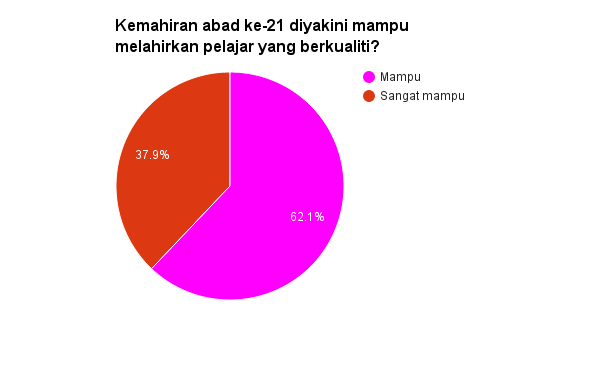 Kemahiran abad ke-21 diyakini mampu
melahirkan pelajar yang berkualiti?
Mampu
Sangat mampu
37.9%
62.1%